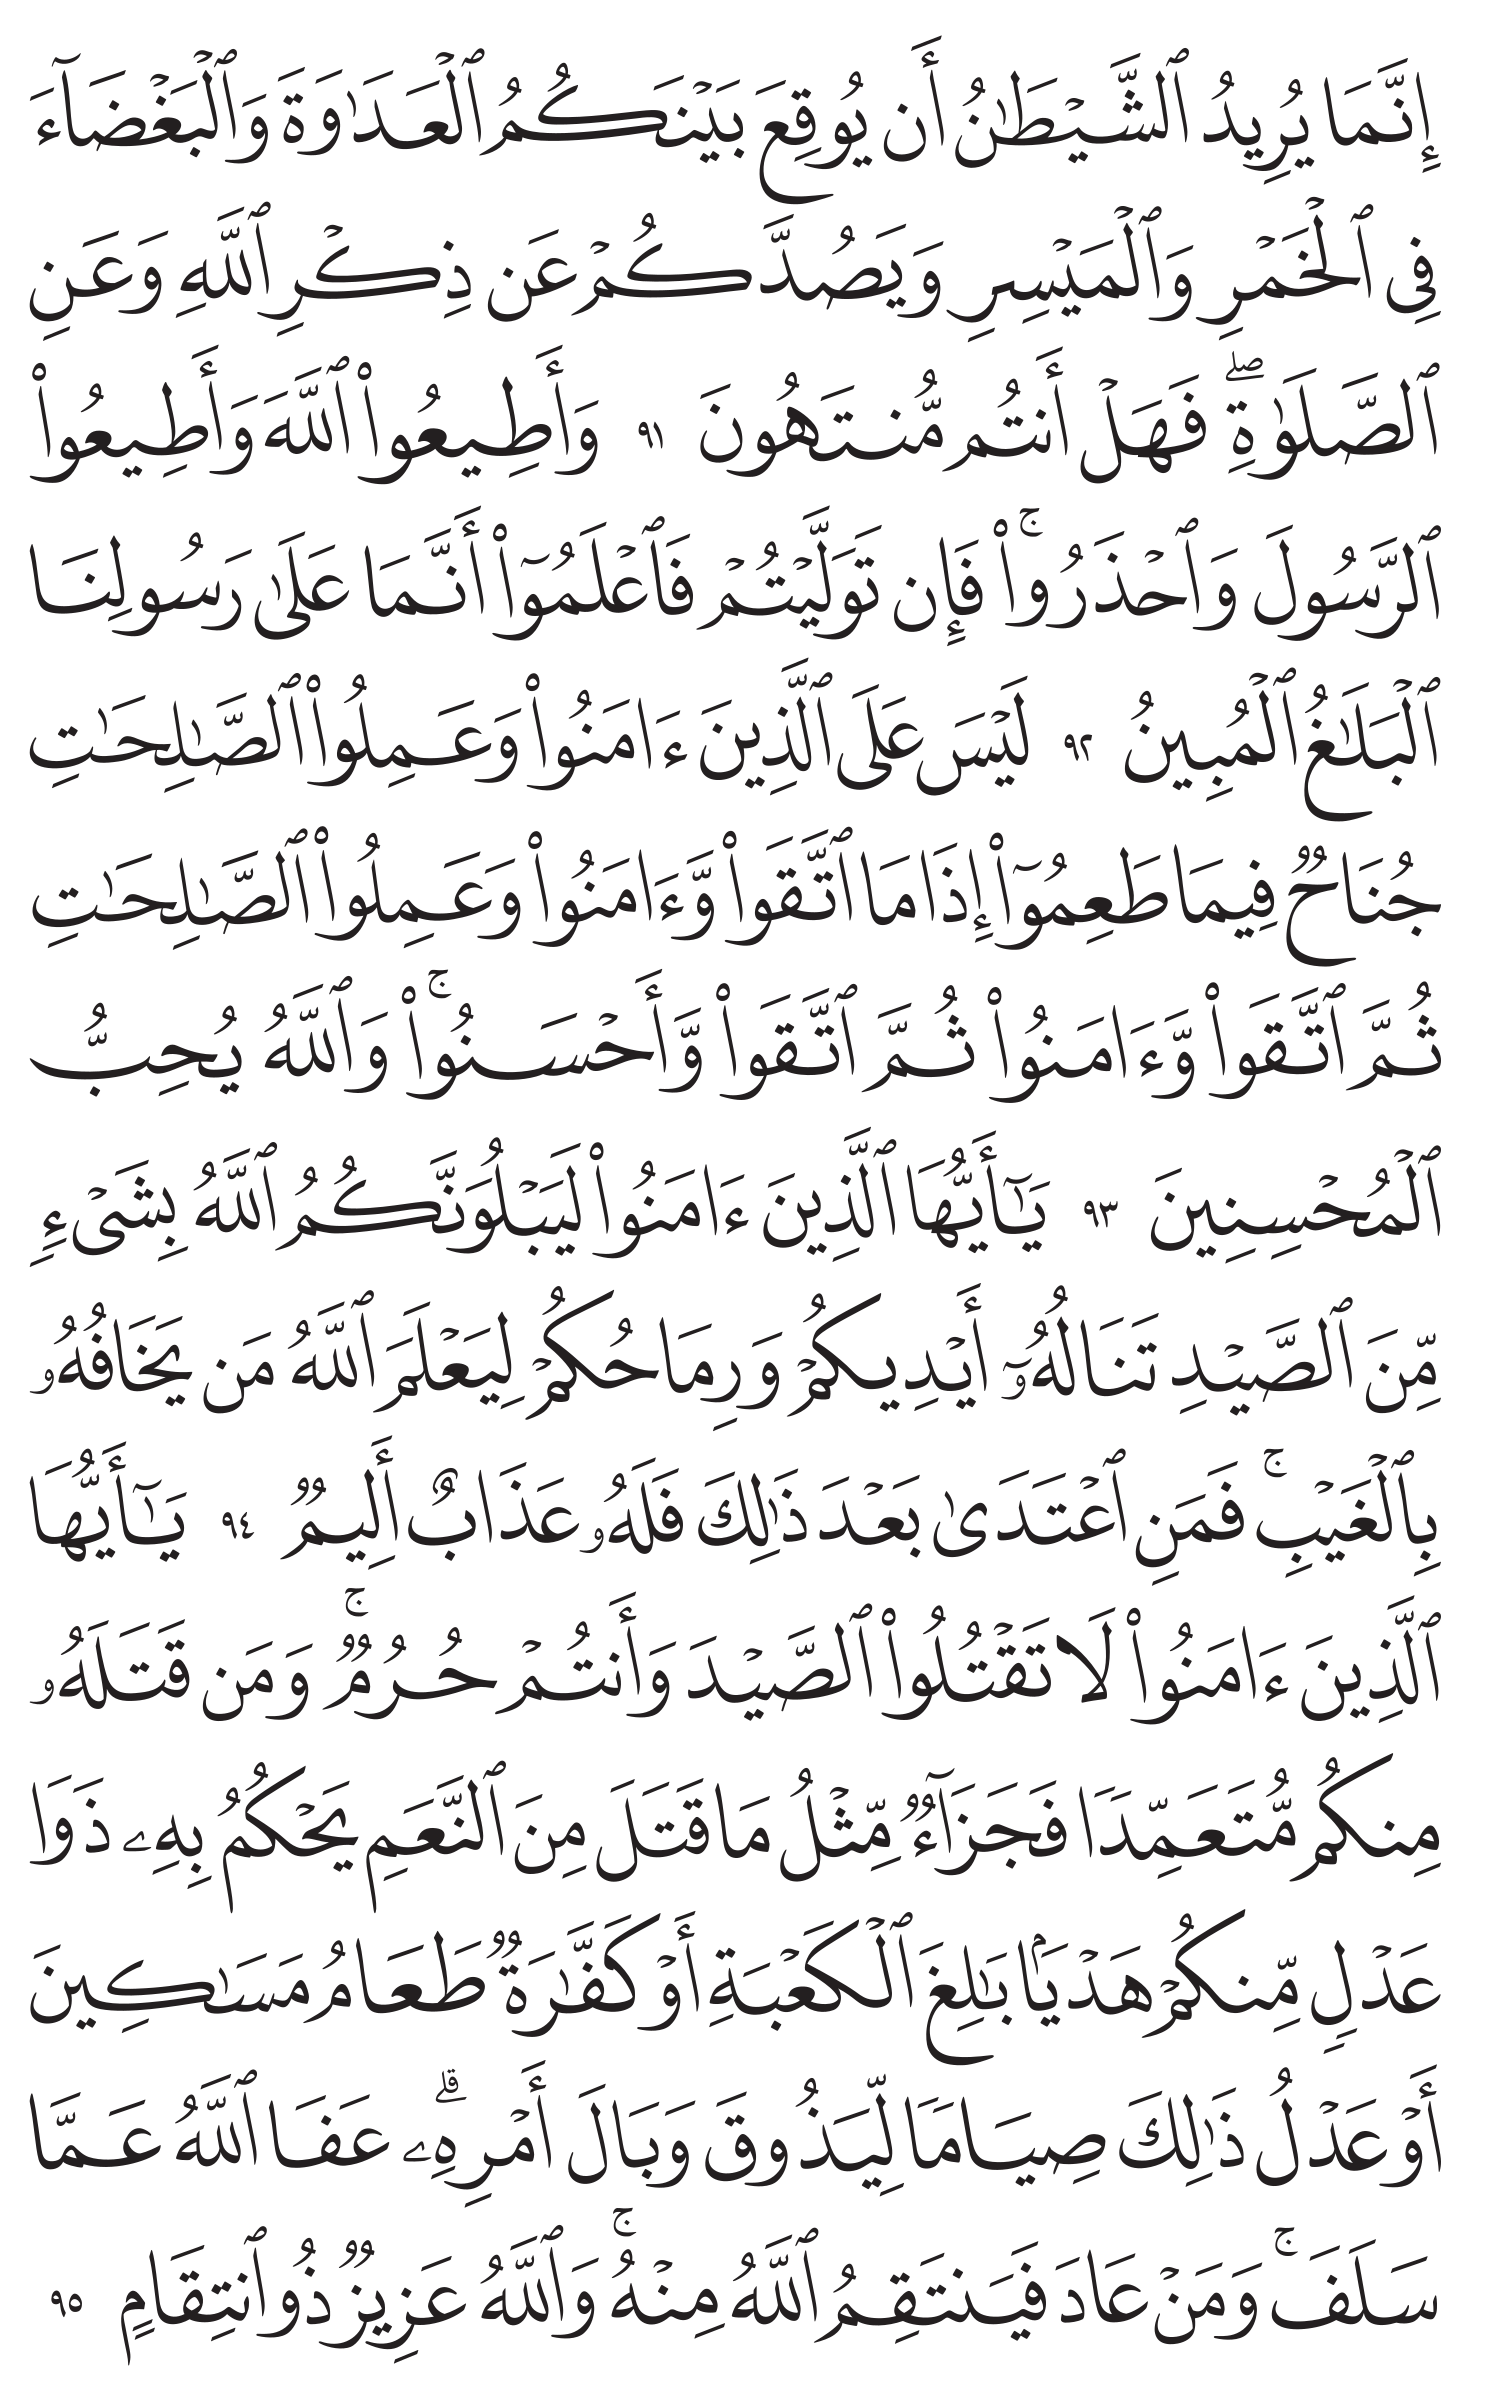 إِنَّمَا يُرِيدُ ٱلشَّيۡطَٰنُ أَن يُوقِعَ بَيۡنَكُمُ ٱلۡعَدَٰوَةَ وَٱلۡبَغۡضَآءَ
فِي ٱلۡخَمۡرِ وَٱلۡمَيۡسِرِ وَيَصُدَّكُمۡ عَن ذِكۡرِ ٱللَّهِ وَعَنِ
ٱلصَّلَوٰةِۖ فَهَلۡ أَنتُم مُّنتَهُونَ ٩١ وَأَطِيعُواْ ٱللَّهَ وَأَطِيعُواْ
ٱلرَّسُولَ وَٱحۡذَرُواْۚ فَإِن تَوَلَّيۡتُمۡ فَٱعۡلَمُوٓاْ أَنَّمَا عَلَىٰ رَسُولِنَا
ٱلۡبَلَٰغُ ٱلۡمُبِينُ ٩٢ لَيۡسَ عَلَى ٱلَّذِينَ ءَامَنُواْ وَعَمِلُواْ ٱلصَّٰلِحَٰتِ
جُنَاحٞ فِيمَا طَعِمُوٓاْ إِذَا مَا ٱتَّقَواْ وَّءَامَنُواْ وَعَمِلُواْ ٱلصَّٰلِحَٰتِ
ثُمَّ ٱتَّقَواْ وَّءَامَنُواْ ثُمَّ ٱتَّقَواْ وَّأَحۡسَنُواْۚ وَٱللَّهُ يُحِبُّ
ٱلۡمُحۡسِنِينَ ٩٣ يَٰٓأَيُّهَا ٱلَّذِينَ ءَامَنُواْ لَيَبۡلُوَنَّكُمُ ٱللَّهُ بِشَيۡءٖ
مِّنَ ٱلصَّيۡدِ تَنَالُهُۥٓ أَيۡدِيكُمۡ وَرِمَاحُكُمۡ لِيَعۡلَمَ ٱللَّهُ مَن يَخَافُهُۥ
بِٱلۡغَيۡبِۚ فَمَنِ ٱعۡتَدَىٰ بَعۡدَ ذَٰلِكَ فَلَهُۥ عَذَابٌ أَلِيمٞ ٩٤ يَٰٓأَيُّهَا
ٱلَّذِينَ ءَامَنُواْ لَا تَقۡتُلُواْ ٱلصَّيۡدَ وَأَنتُمۡ حُرُمٞۚ وَمَن قَتَلَهُۥ
مِنكُم مُّتَعَمِّدٗا فَجَزَآءٞ مِّثۡلُ مَا قَتَلَ مِنَ ٱلنَّعَمِ يَحۡكُمُ بِهِۦ ذَوَا
عَدۡلٖ مِّنكُمۡ هَدۡيَۢا بَٰلِغَ ٱلۡكَعۡبَةِ أَوۡ كَفَّٰرَةٞ طَعَامُ مَسَٰكِينَ
أَوۡ عَدۡلُ ذَٰلِكَ صِيَامٗا لِّيَذُوقَ وَبَالَ أَمۡرِهِۦۗ عَفَا ٱللَّهُ عَمَّا
سَلَفَۚ وَمَنۡ عَادَ فَيَنتَقِمُ ٱللَّهُ مِنۡهُۚ وَٱللَّهُ عَزِيزٞ ذُو ٱنتِقَامٍ ٩٥